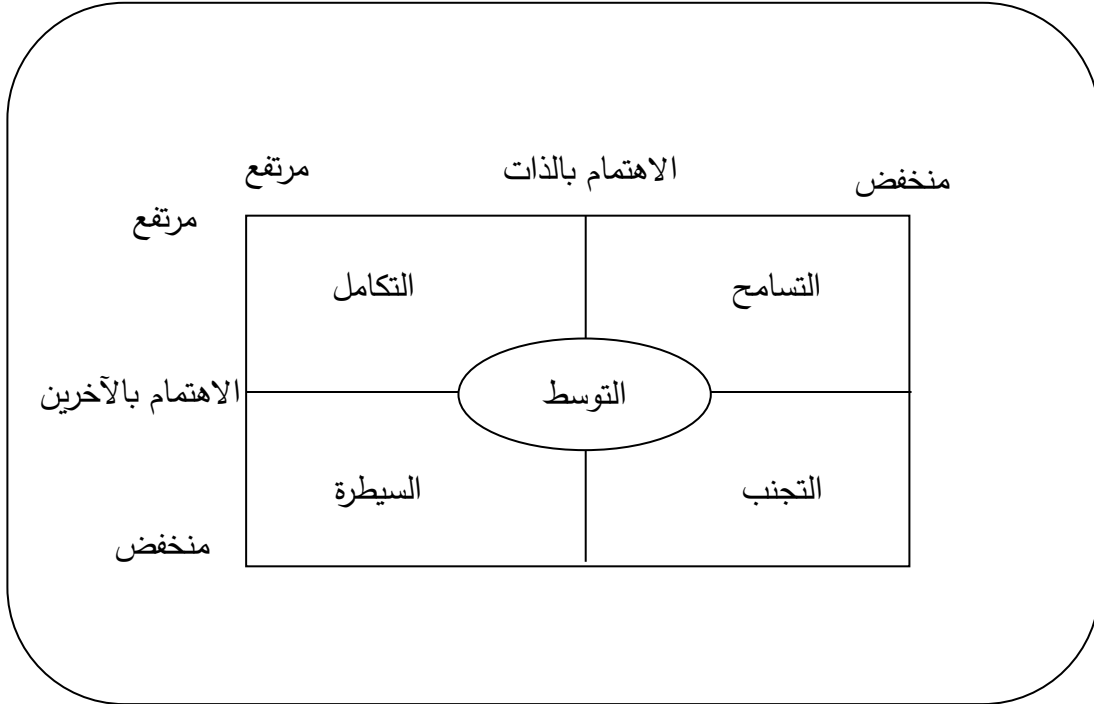 منخفض
الاهتمام بالذات
مرتفع
مرتفع
التسامح
التكامل
التوسط
الاهتمام بالآخرين
التجنب
السيطرة
منخفض